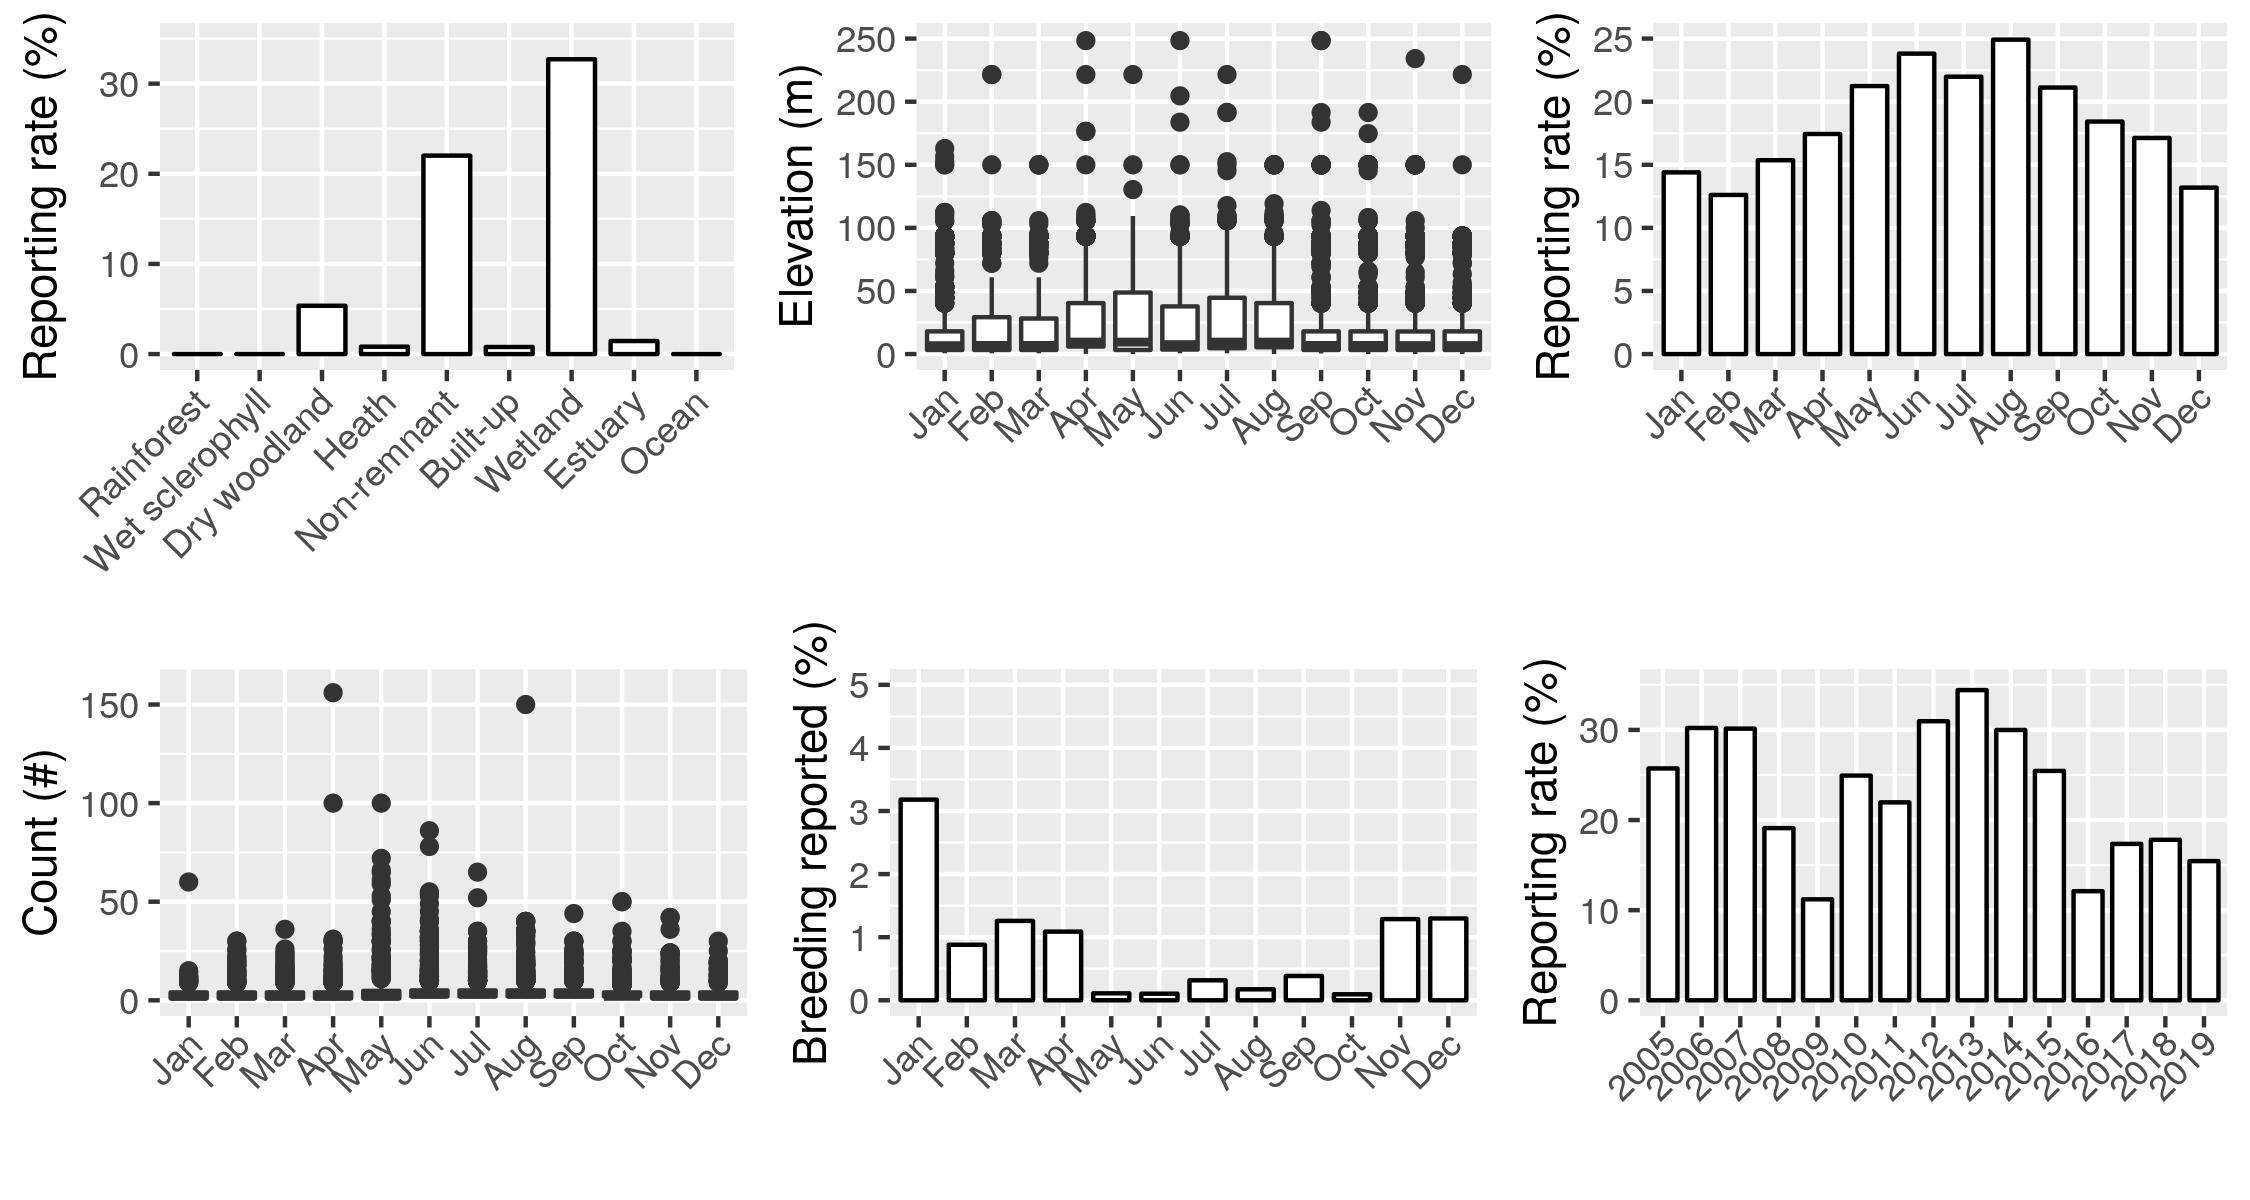 Reporting rate (%)
30
20
10
0
Rainforest
Wet sclerophyll
Dry woodland
Heath
Non-remnant
Built-up
Wetland
Estuary
Ocean
Elevation (m)
250
200
150
100
50
0
Jan
Feb
Mar
Apr
May
Jun
Jul
Aug
Sep
Oct
Nov
Dec
Reporting rate (%)
25
20
15
10
5
0
Jan
Feb
Mar
Apr
May
Jun
Jul
Aug
Sep
Oct
Nov
Dec
Count (#)
150
100
50
0
Jan
Feb
Mar
Apr
May
Jun
Jul
Aug
Sep
Oct
Nov
Dec
Breeding reported (%)
5
4
3
2
1
0
Jan
Feb
Mar
Apr
May
Jun
Jul
Aug
Sep
Oct
Nov
Dec
Reporting rate (%)
30
20
10
0
2005
2006
2007
2008
2009
2010
2011
2012
2013
2014
2015
2016
2017
2018
2019